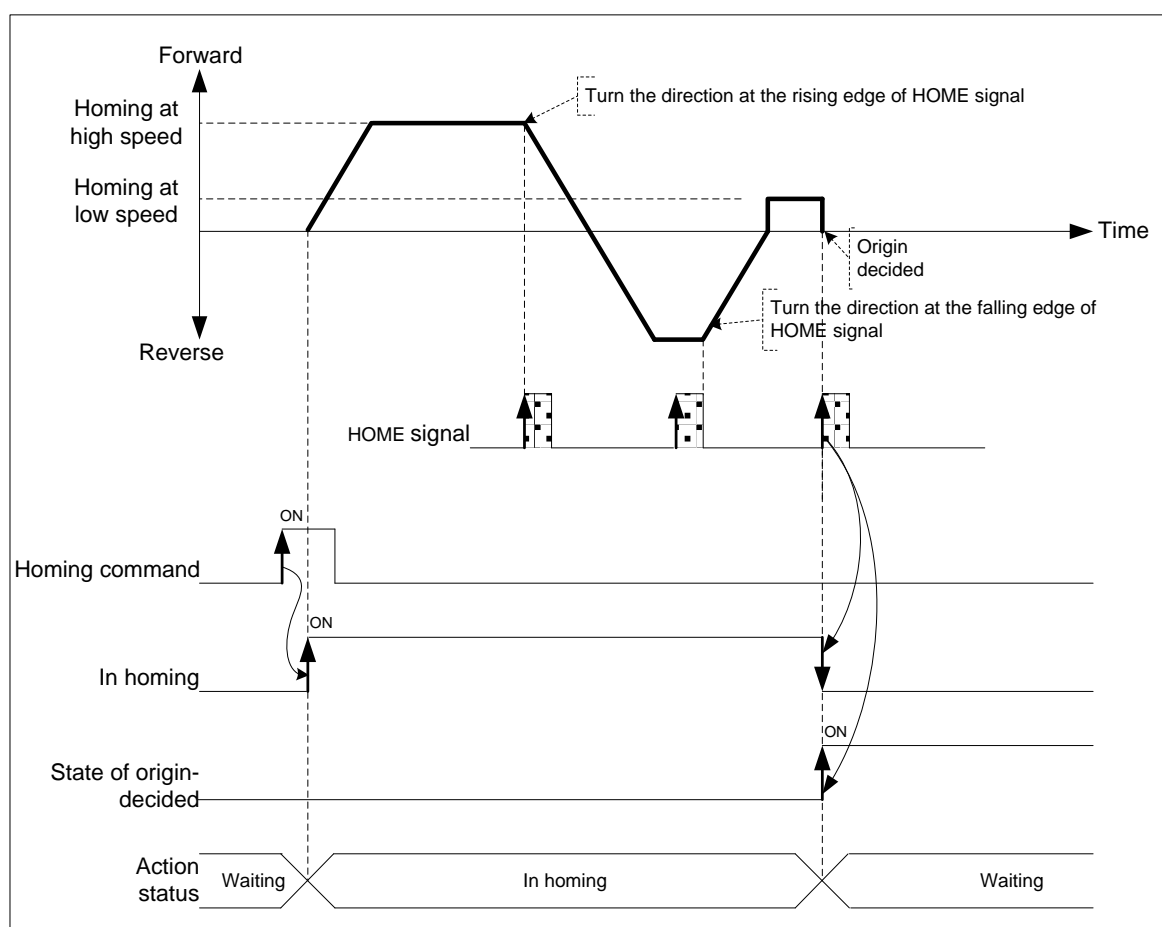 Forward
Homing at
high speed
Turn the direction at the rising edge of HOME signal
Homing at
low speed
Time
Origin
decided
Turn the direction at the falling edge of
HOME signal
Reverse
HOME signal
ON
Homing command
ON
In homing
ON
State of origin-
decided
Action
status
Waiting
In homing
Waiting